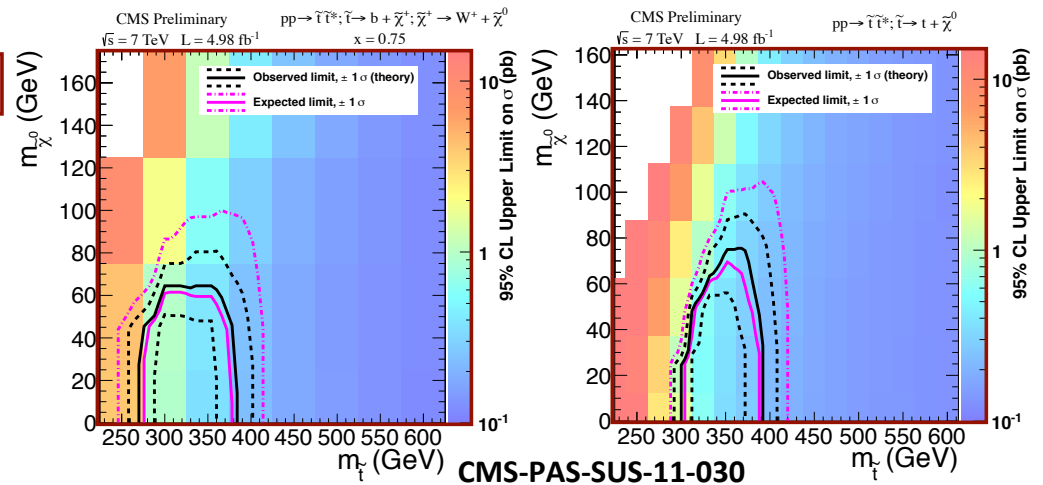 CMS Preliminary
pp→ t̃ t̃*; t̃→ b + χ̃⁺; χ̃⁺ → W⁺ + χ̃⁰
√s = 7 TeV L = 4.98 fb⁻¹
x = 0.75
Observed limit, ± 1 σ (theory)
Expected limit, ± 1 σ
m_χ̃⁰ (GeV)
160
140
120
100
80
60
40
20
0
250 300 350 400 450 500 550 600
m_t̃ (GeV)
10
1
10⁻¹
95% CL Upper Limit on σ (pb)
CMS Preliminary
pp→ t̃ t̃*; t̃→ t + χ̃⁰
√s = 7 TeV L = 4.98 fb⁻¹
Observed limit, ± 1 σ (theory)
Expected limit, ± 1 σ
m_χ̃⁰ (GeV)
160
140
120
100
80
60
40
20
0
250 300 350 400 450 500 550 600
m_t̃ (GeV)
10
1
10⁻¹
95% CL Upper Limit on σ (pb)
CMS-PAS-SUS-11-030